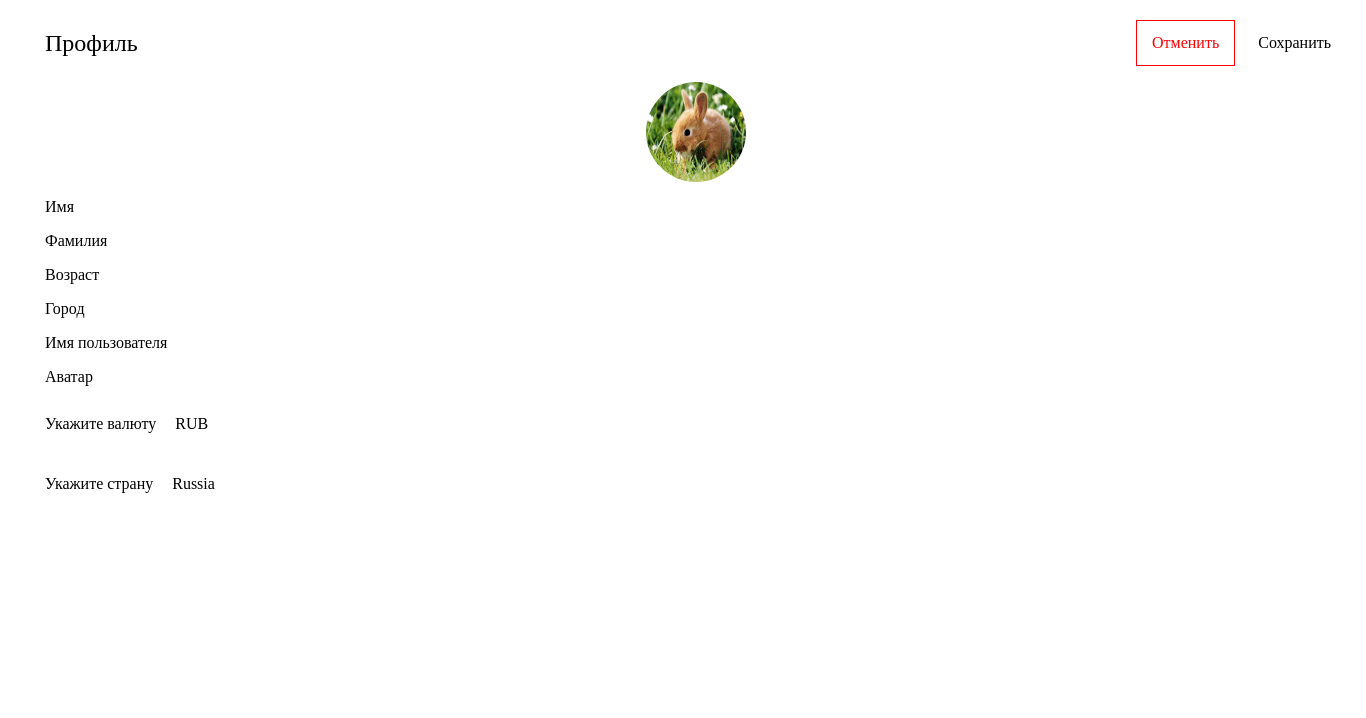 Профиль
Отменить Сохранить
Имя
Фамилия
Возраст
Город
Имя пользователя
Аватар
Укажите валюту RUB
Укажите страну Russia